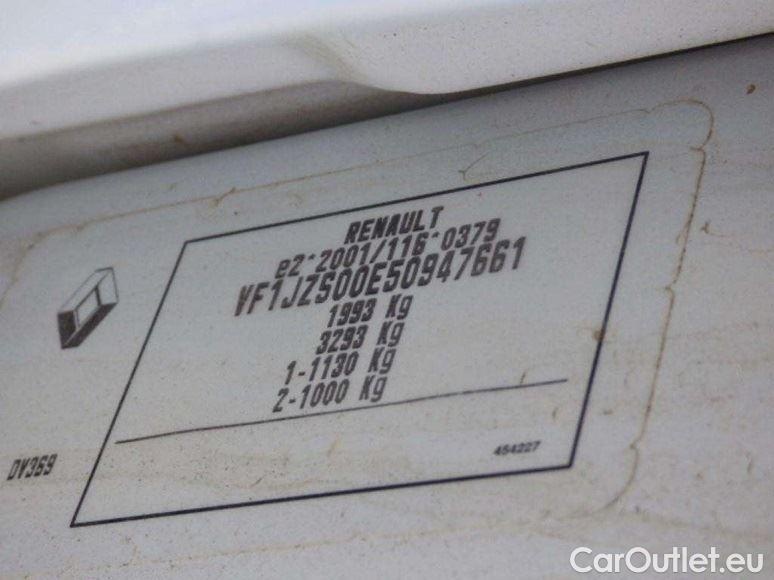 RENAULT
e2*2001/116*0379
VF1JZS00E50947661
1993 Kg
3293 Kg
1-1130 Kg
2-1000 Kg
DV369
454227
CarOutlet.eu